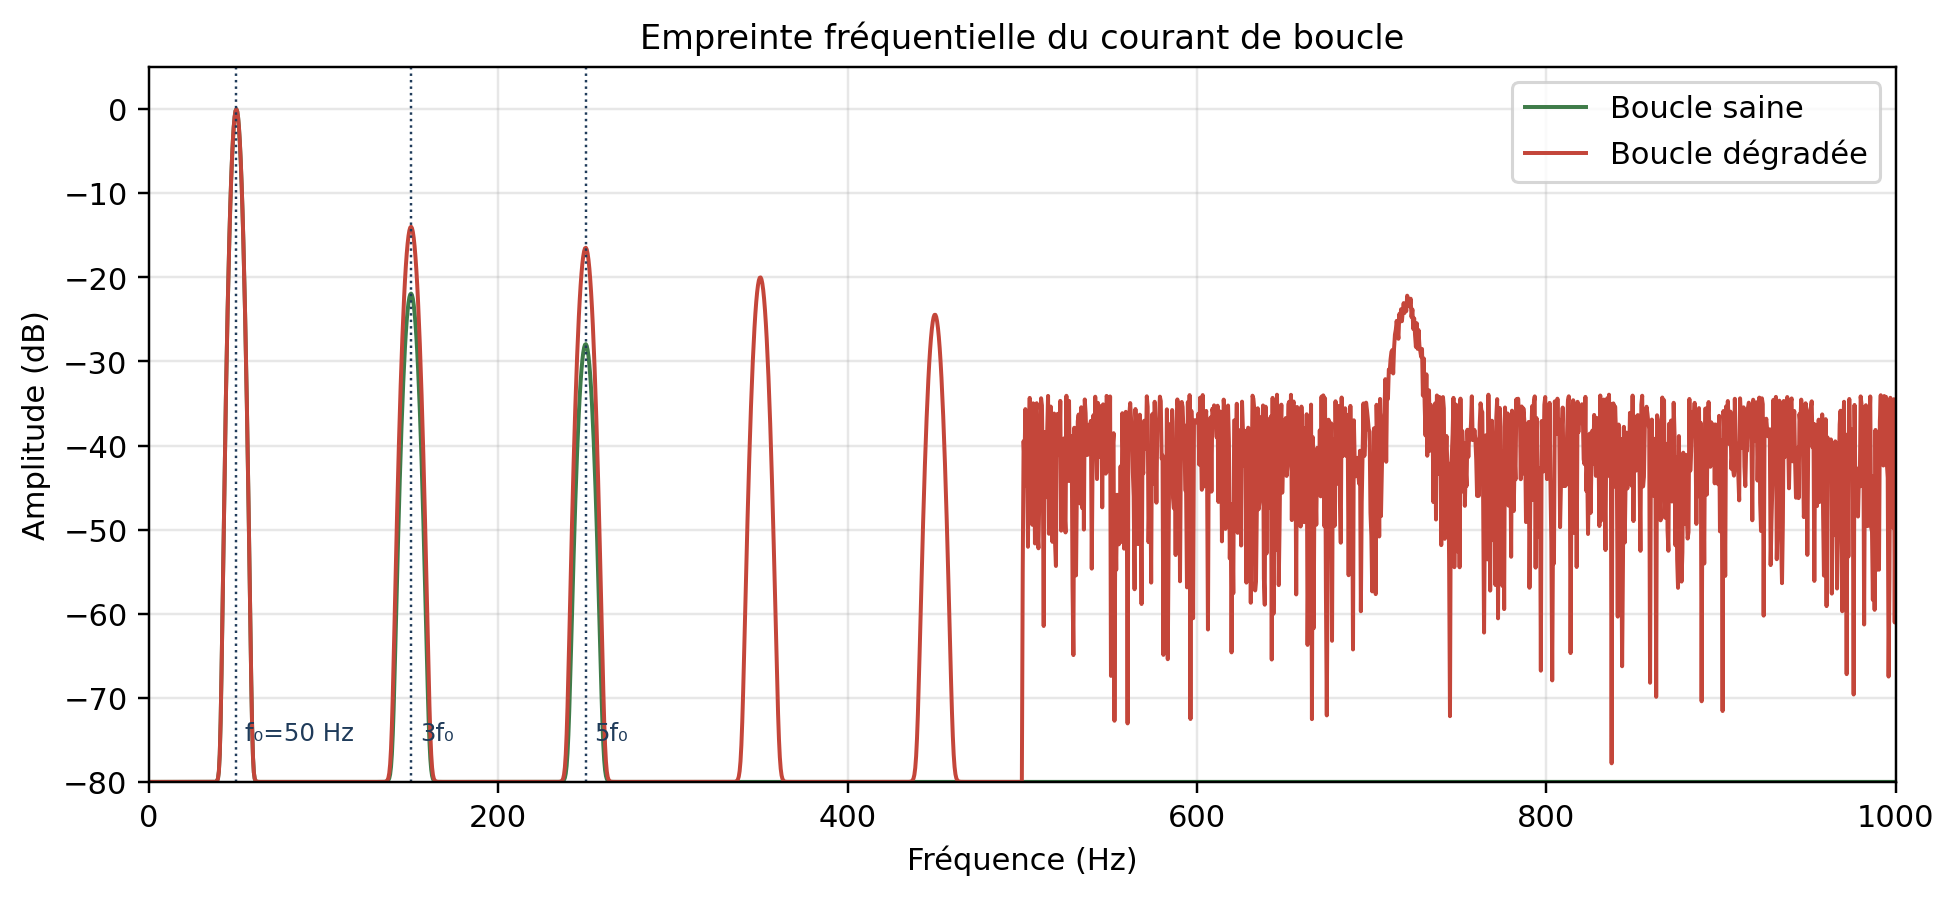 Empreinte fréquentielle du courant de boucle
Boucle saine
Boucle dégradée
Amplitude (dB)
0
−10
−20
−30
−40
−50
−60
−70
−80
f₀=50 Hz
3f₀
5f₀
0
200
400
600
800
1000
Fréquence (Hz)